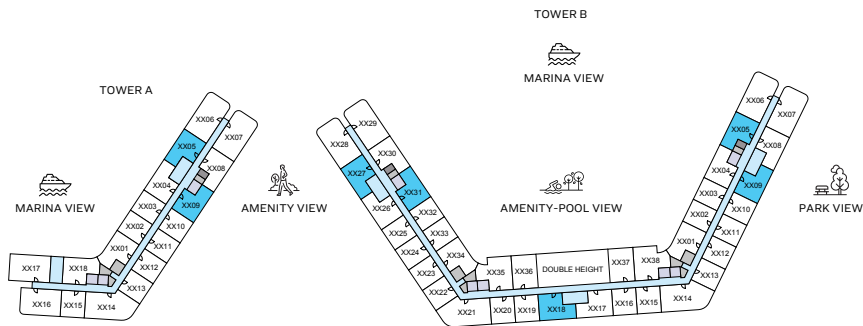 TOWER B
MARINA VIEW
TOWER A
MARINA VIEW
AMENITY VIEW
AMENITY-POOL VIEW
PARK VIEW
XX06
XX07
XX05
XX08
XX04
XX09
XX03
XX10
XX02
XX11
XX01
XX12
XX18
XX13
XX17
XX16
XX15
XX14
XX29
XX28
XX30
XX27
XX31
XX26
XX32
XX25
XX33
XX24
XX34
XX23
XX22
XX35
XX36
DOUBLE HEIGHT
XX37
XX38
XX21
XX20
XX19
XX18
XX17
XX16
XX15
XX14
XX06
XX07
XX05
XX08
XX04
XX09
XX03
XX10
XX02
XX11
XX01
XX12
XX13